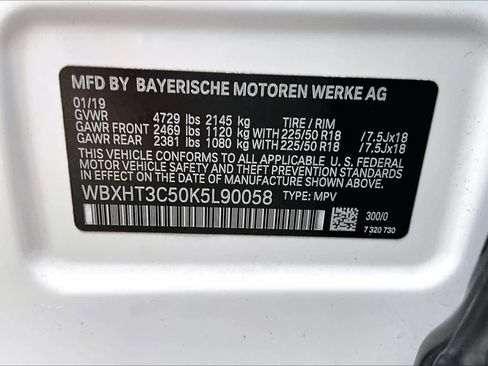 MFD BY BAYERISCHE MOTOREN WERKE AG
01/19
GVWR 4729 lbs 2145 kg TIRE / RIM
GAWR FRONT 2469 lbs 1120 kg WITH 225/50 R18 /7.5Jx18
GAWR REAR 2381 lbs 1080 kg WITH 225/50 R18 /7.5Jx18
THIS VEHICLE CONFORMS TO ALL APPLICABLE U. S. FEDERAL
MOTOR VEHICLE SAFETY, BUMPER, AND THEFT PREVENTION STANDARDS
IN EFFECT ON THE DATE OF MANUFACTURE SHOWN ABOVE.
WBXHT3C50K5L90058 TYPE: MPV
300/0
7 320 730